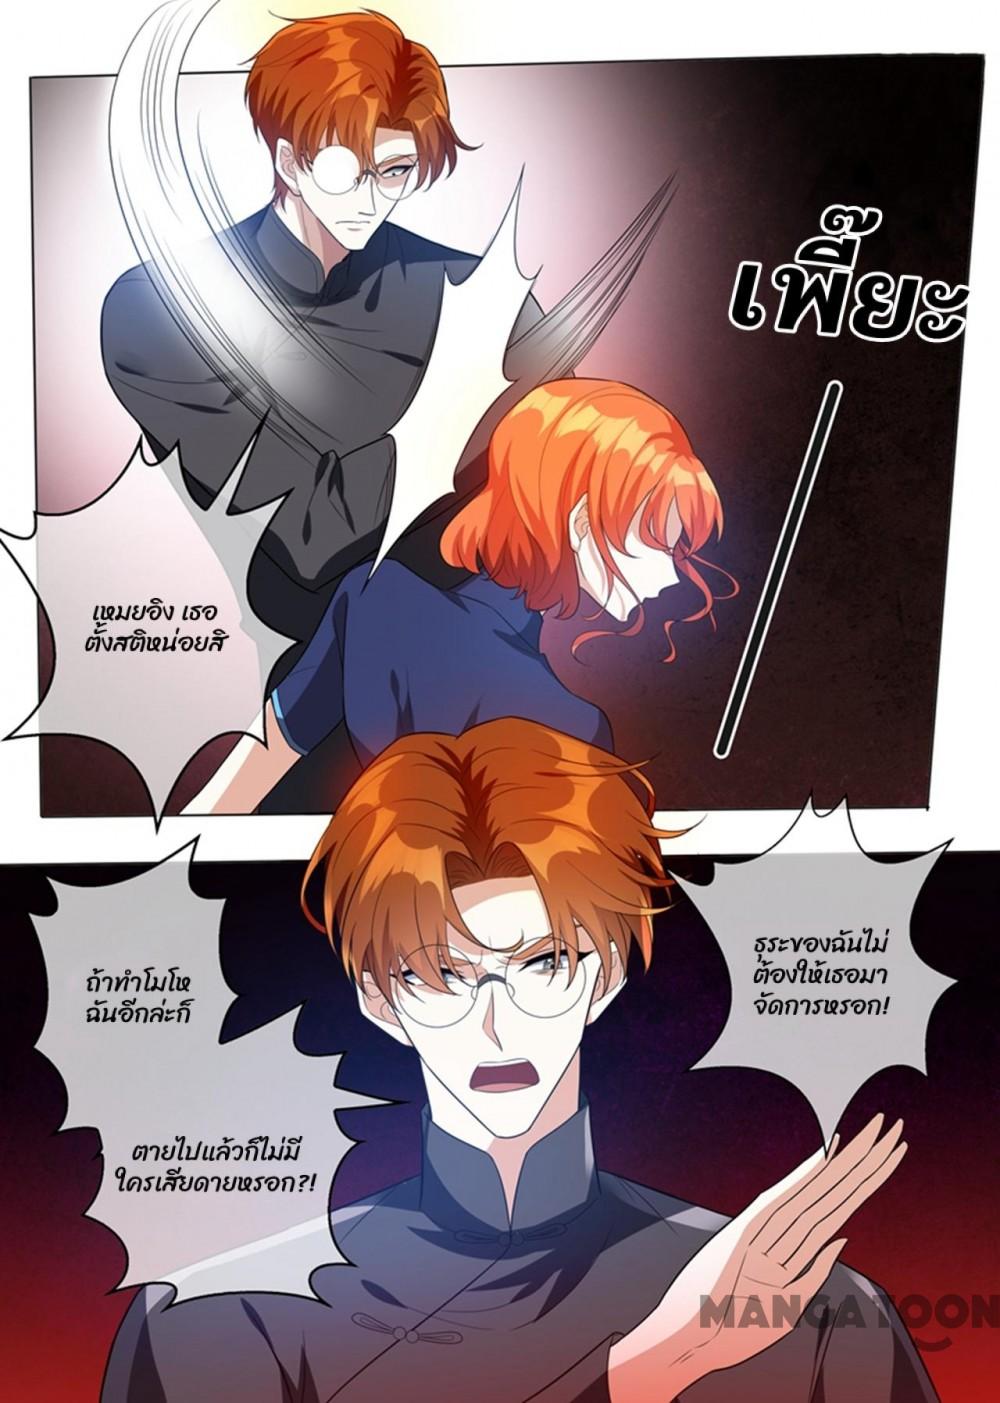 เพี๊ยะ
เหมยอิง เธอ
ตั้งสติหน่อยสิ
ธุระของฉันไม่
ต้องให้เธอมา
จัดการหรอก!
ถ้าทำโมโห
ฉันอีกล่ะก็
ตายไปแล้วก็ไม่มี
ใครเสียดายหรอก?!
MANGATOON